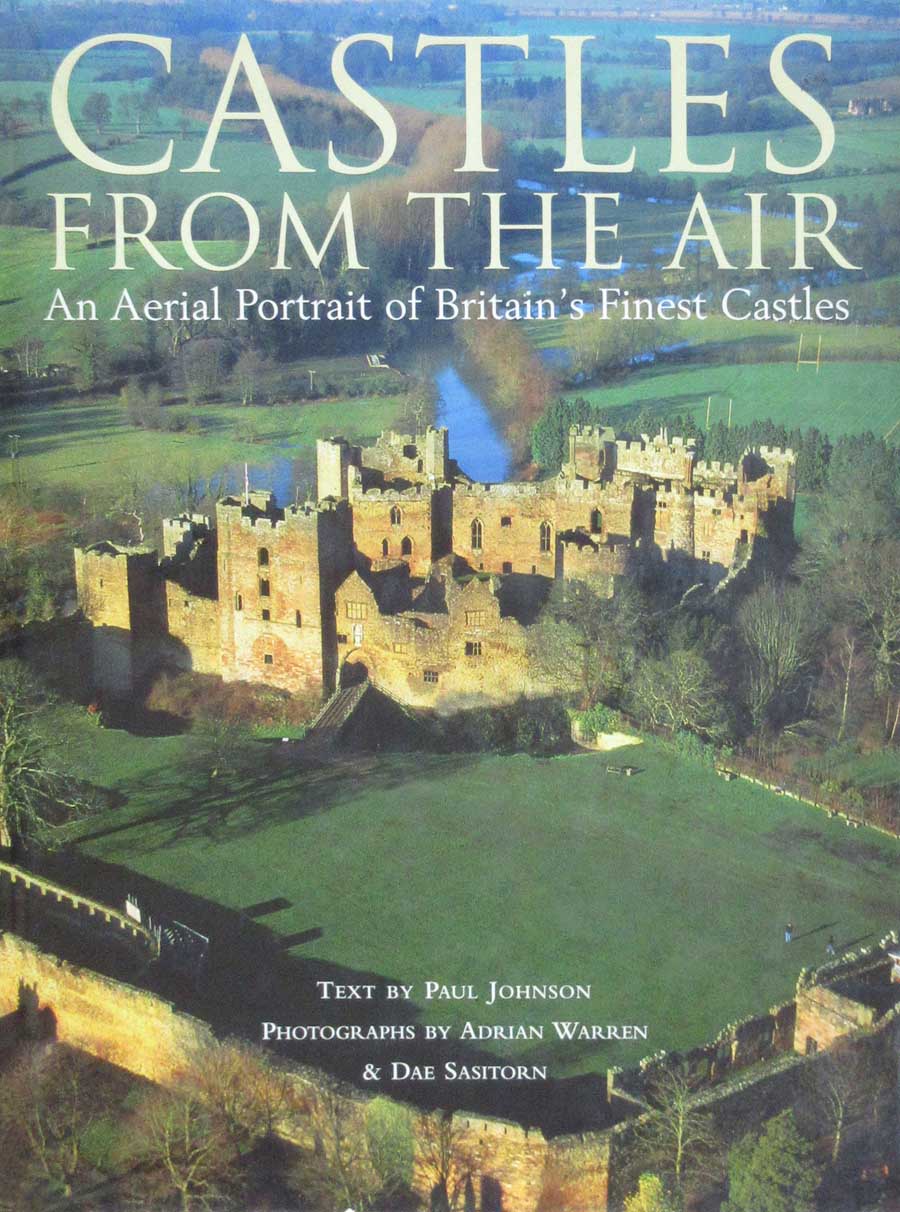 CASTLES
FROM THE AIR
An Aerial Portrait of Britain's Finest Castles
TEXT BY PAUL JOHNSON
PHOTOGRAPHS BY ADRIAN WARREN
& DAE SASITORN